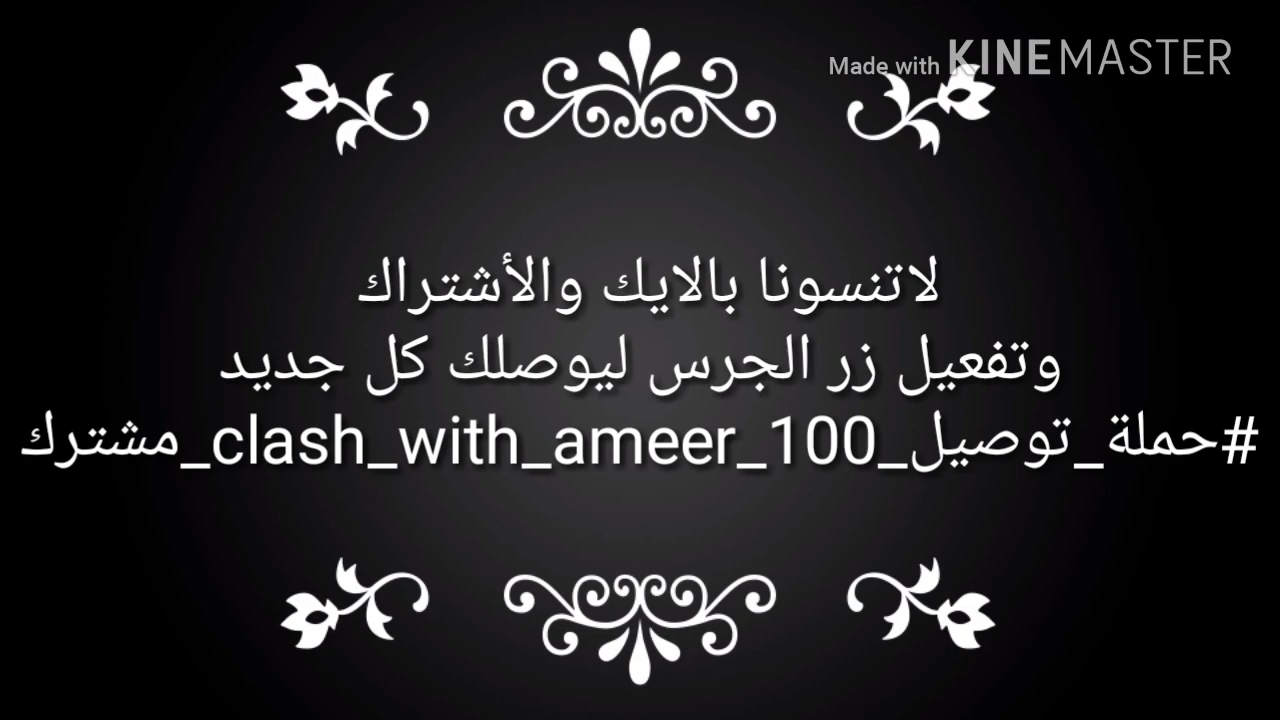 Made with KINEMASTER
لاتنسونا بالايك والأشتراك
وتفعيل زر الجرس ليوصلك كل جديد
#حملة_توصيل_clash_with_ameer_100_مشترك